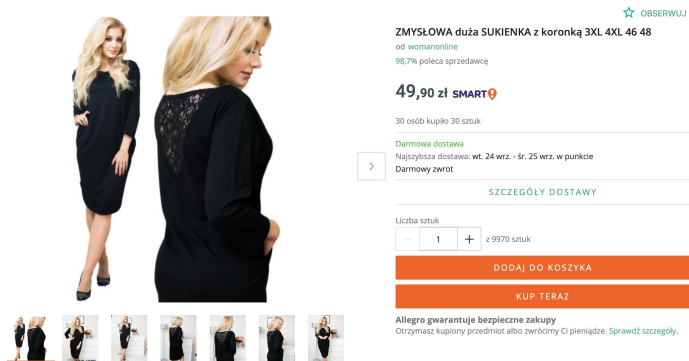 OBSERWUJ
ZMYSŁOWA duża SUKIENKA z koronką 3XL 4XL 46 48
od womanonline
98,7% poleca sprzedawcę
49,90 zł SMART!
30 osób kupiło 30 sztuk
Darmowa dostawa
Najszybsza dostawa: wt. 24 wrz. - śr. 25 wrz. w punkcie
Darmowy zwrot
SZCZEGÓŁY DOSTAWY
Liczba sztuk
— 1 + z 9970 sztuk
DODAJ DO KOSZYKA
KUP TERAZ
Allegro gwarantuje bezpieczne zakupy
Otrzymasz kupiony przedmiot albo zwrócimy Ci pieniądze. Sprawdź szczegóły.